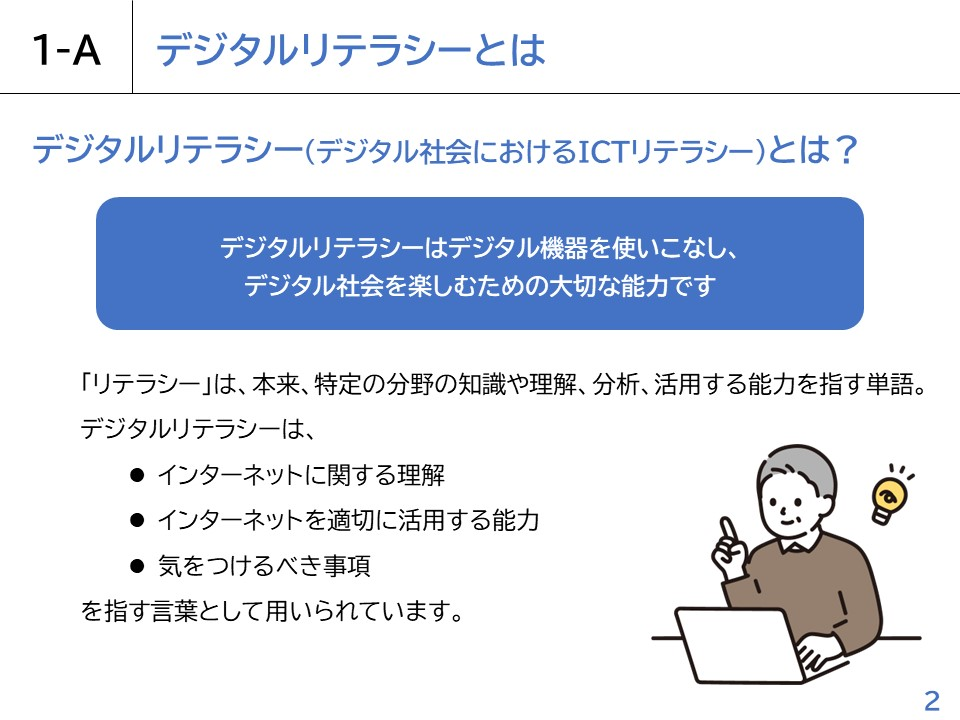 1-A
デジタルリテラシーとは
デジタルリテラシー(デジタル社会におけるICTリテラシー)とは？
デジタルリテラシーはデジタル機器を使いこなし、
デジタル社会を楽しむための大切な能力です
「リテラシー」は、本来、特定の分野の知識や理解、分析、活用する能力を指す単語。
デジタルリテラシーは、
● インターネットに関する理解
● インターネットを適切に活用する能力
● 気をつけるべき事項
を指す言葉として用いられています。
2